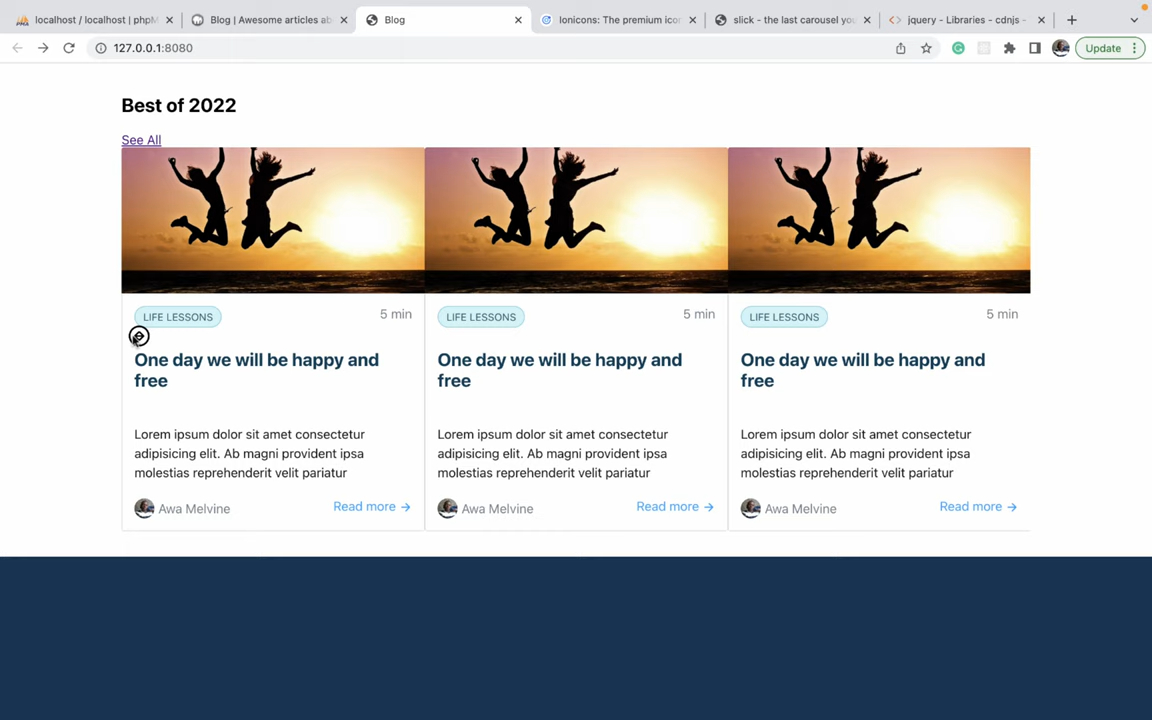 localhost / localhost | phpM
Blog | Awesome articles ab
Blog
Ionicons: The premium icon
slick - the last carousel you
jquery - Libraries - cdnjs -
127.0.0.1:8080
Update
Best of 2022
See All
LIFE LESSONS 5 min
One day we will be happy and
free
Lorem ipsum dolor sit amet consectetur
adipisicing elit. Ab magni provident ipsa
molestias reprehenderit velit pariatur
Awa Melvine Read more →
LIFE LESSONS 5 min
One day we will be happy and
free
Lorem ipsum dolor sit amet consectetur
adipisicing elit. Ab magni provident ipsa
molestias reprehenderit velit pariatur
Awa Melvine Read more →
LIFE LESSONS 5 min
One day we will be happy and
free
Lorem ipsum dolor sit amet consectetur
adipisicing elit. Ab magni provident ipsa
molestias reprehenderit velit pariatur
Awa Melvine Read more →